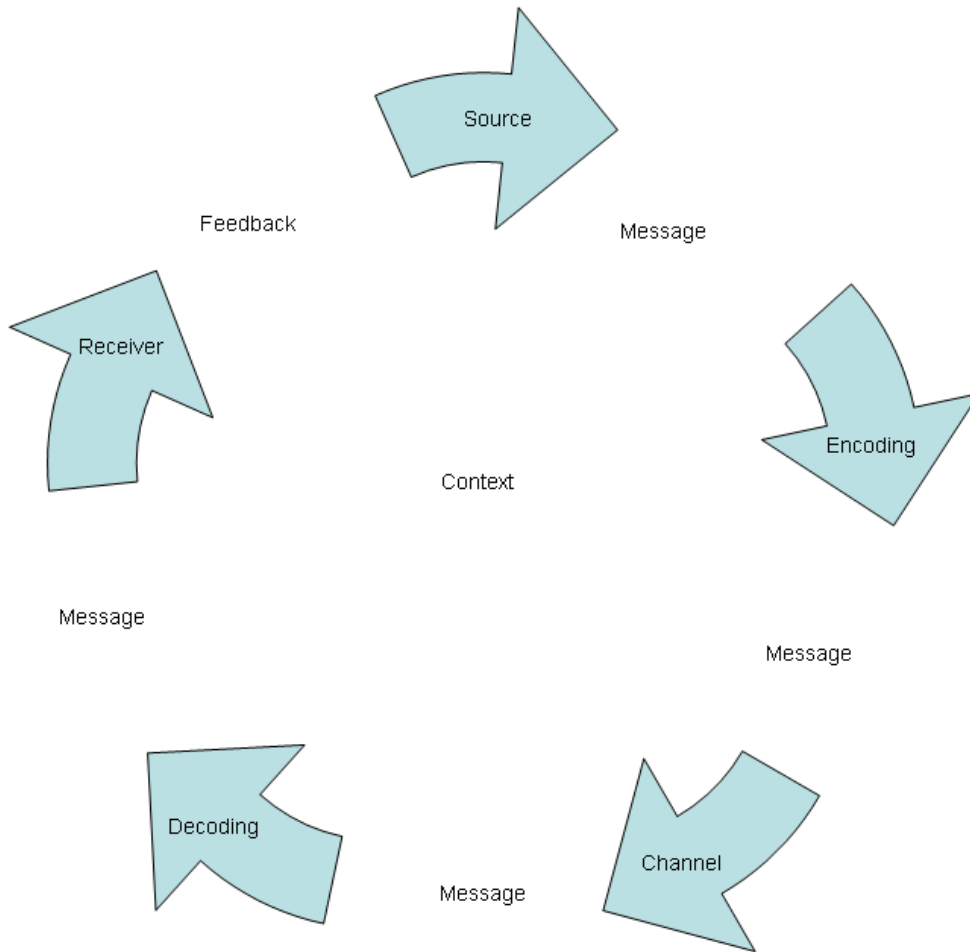 Source
Feedback
Message
Receiver
Encoding
Context
Message
Message
Decoding
Channel
Message